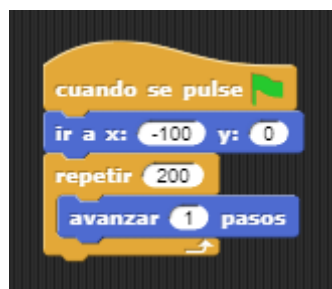 cuando se pulse
ir a x: -100 y: 0
repetir 200
avanzar 1 pasos